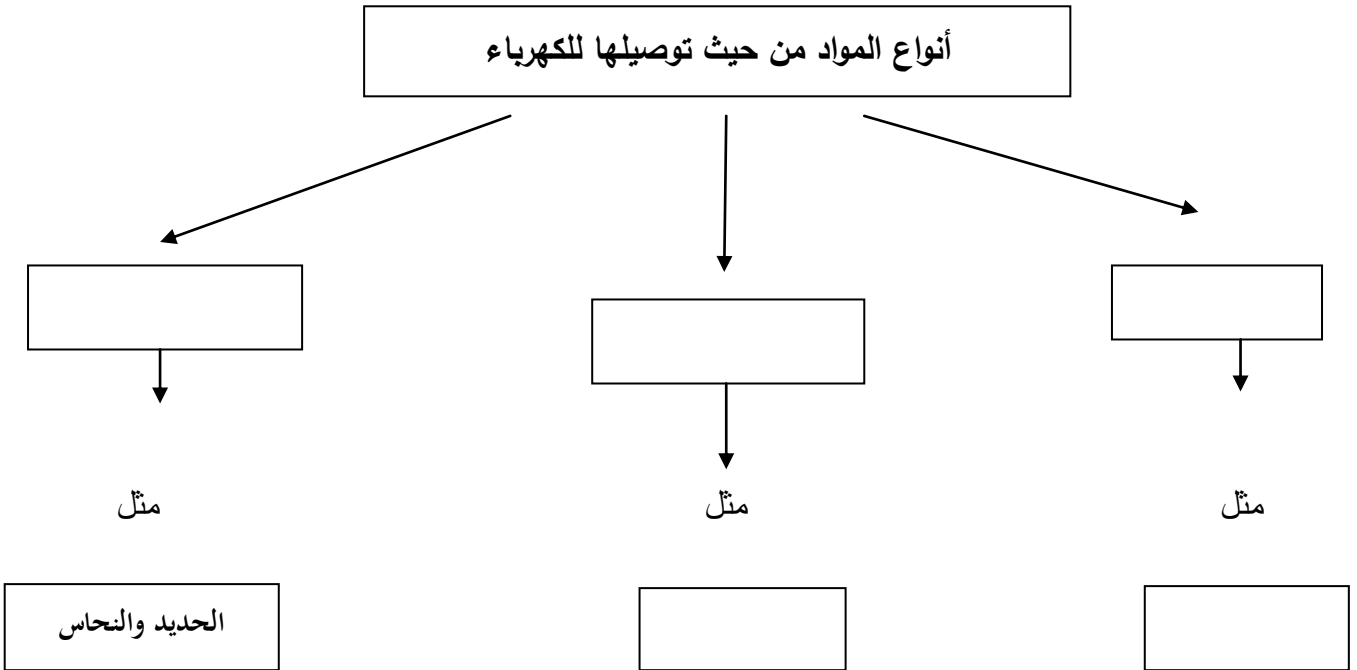 أنواع المواد من حيث توصيلها للكهرباء
مثل
مثل
مثل
الحديد والنحاس